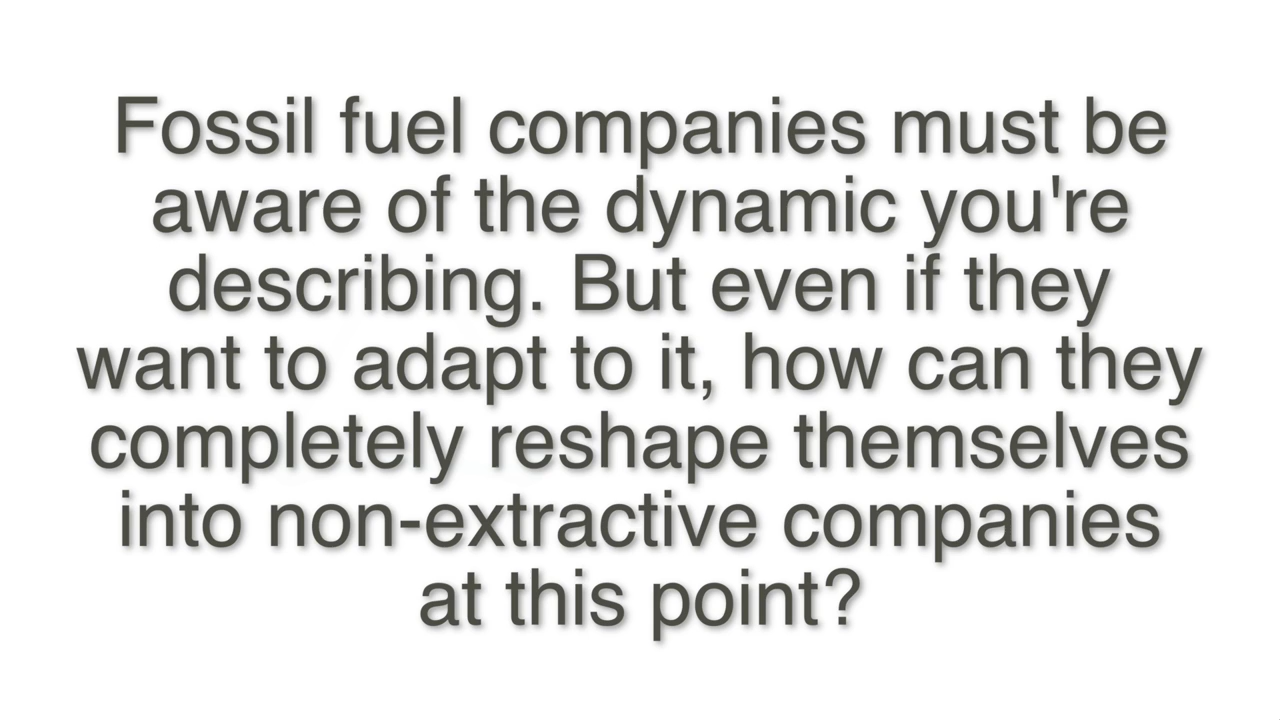 Fossil fuel companies must be
aware of the dynamic you're
describing. But even if they
want to adapt to it, how can they
completely reshape themselves
into non-extractive companies
at this point?